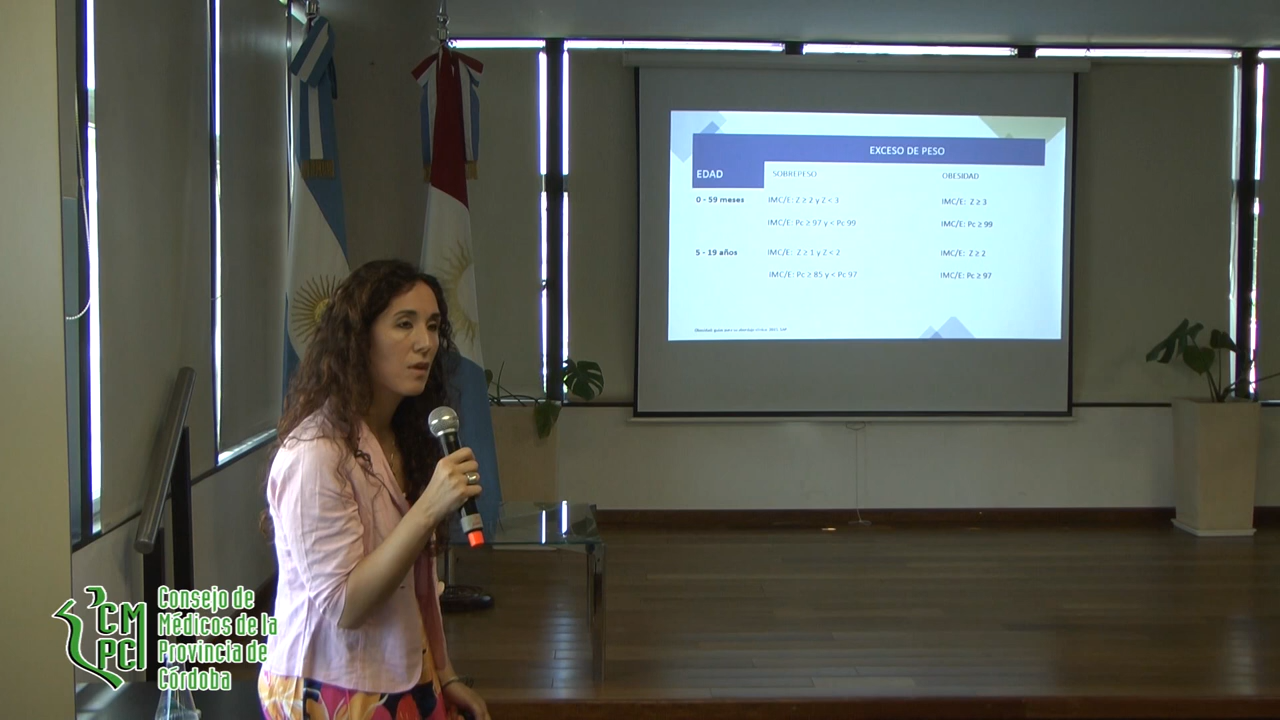 EXCESO DE PESO
EDAD
SOBREPESO
OBESIDAD
0 - 59 meses
IMC/E: Z ≥ 2 y Z < 3
IMC/E: Z ≥ 3
IMC/E: Pc ≥ 97 y < Pc 99
IMC/E: Pc ≥ 99
5 - 19 años
IMC/E: Z ≥ 1 y Z < 2
IMC/E: Z ≥ 2
IMC/E: Pc ≥ 85 y < Pc 97
IMC/E: Pc ≥ 97
CM
PC
Consejo de
Médicos de la
Provincia de
Córdoba